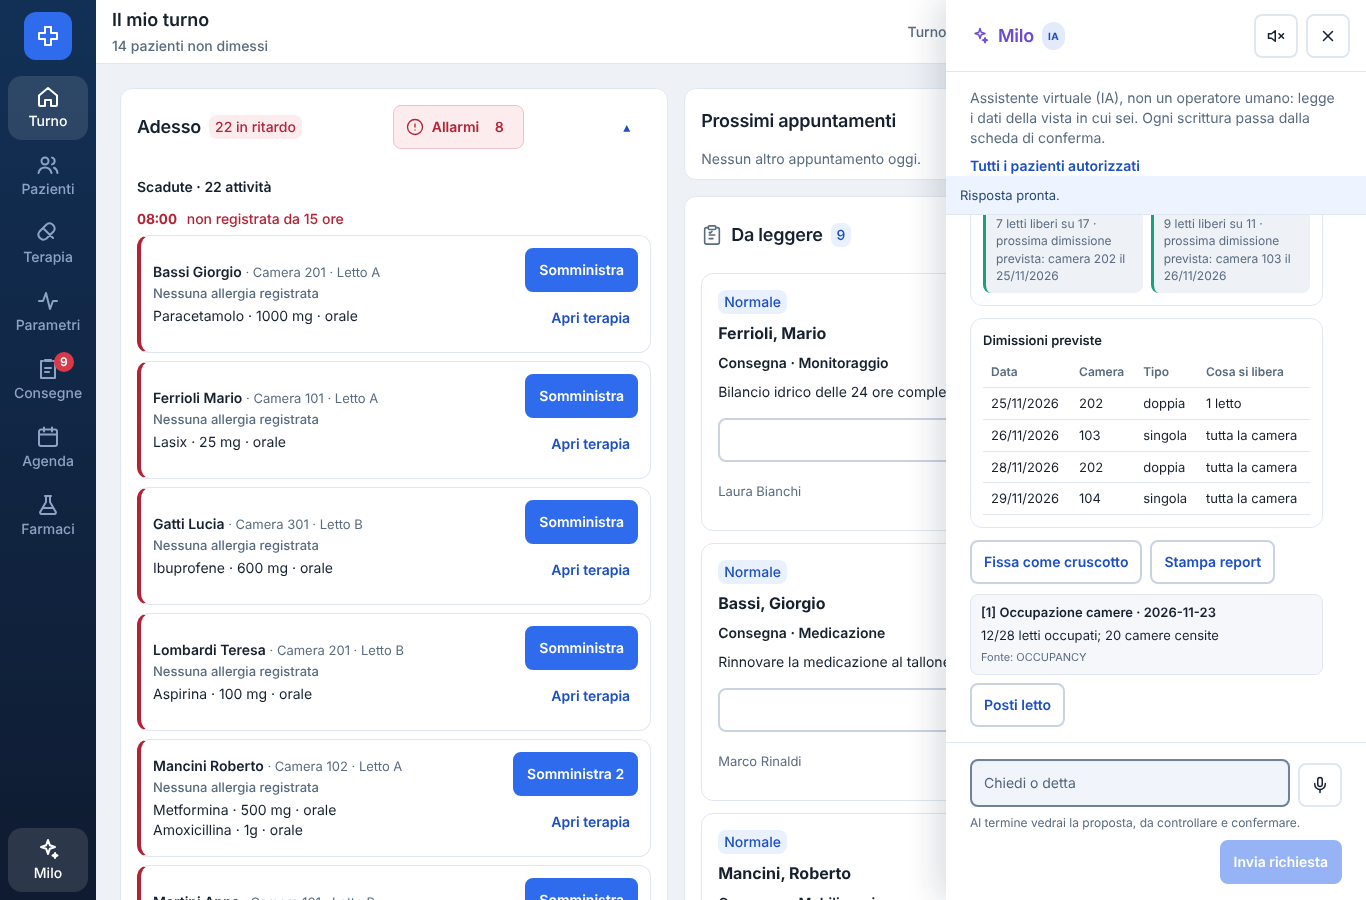 Turno
Pazienti
Terapia
Parametri
9
Consegne
Agenda
Farmaci
Milo
Il mio turno
14 pazienti non dimessi
Turno
Adesso
22 in ritardo
Allarmi 8
Scadute · 22 attività
08:00 non registrata da 15 ore
Bassi Giorgio · Camera 201 · Letto A
Nessuna allergia registrata
Paracetamolo · 1000 mg · orale
Somministra
Apri terapia
Ferrioli Mario · Camera 101 · Letto A
Nessuna allergia registrata
Lasix · 25 mg · orale
Somministra
Apri terapia
Gatti Lucia · Camera 301 · Letto B
Nessuna allergia registrata
Ibuprofene · 600 mg · orale
Somministra
Apri terapia
Lombardi Teresa · Camera 201 · Letto B
Nessuna allergia registrata
Aspirina · 100 mg · orale
Somministra
Apri terapia
Mancini Roberto · Camera 102 · Letto A
Nessuna allergia registrata
Metformina · 500 mg · orale
Amoxicillina · 1g · orale
Somministra 2
Apri terapia
Somministra
Prossimi appuntamenti
Nessun altro appuntamento oggi.
Da leggere 9
Normale
Ferrioli, Mario
Consegna · Monitoraggio
Bilancio idrico delle 24 ore comple
Laura Bianchi
Normale
Bassi, Giorgio
Consegna · Medicazione
Rinnovare la medicazione al tallone
Marco Rinaldi
Normale
Mancini, Roberto
Milo IA
Assistente virtuale (IA), non un operatore umano: legge
i dati della vista in cui sei. Ogni scrittura passa dalla
scheda di conferma.
Tutti i pazienti autorizzati
Risposta pronta.
7 letti liberi su 17 ·
prossima dimissione
prevista: camera 202 il
25/11/2026
9 letti liberi su 11 ·
prossima dimissione
prevista: camera 103 il
26/11/2026
Dimissioni previste
Data Camera Tipo Cosa si libera
25/11/2026 202 doppia 1 letto
26/11/2026 103 singola tutta la camera
28/11/2026 202 doppia tutta la camera
29/11/2026 104 singola tutta la camera
Fissa come cruscotto
Stampa report
[1] Occupazione camere · 2026-11-23
12/28 letti occupati; 20 camere censite
Fonte: OCCUPANCY
Posti letto
Chiedi o detta
Al termine vedrai la proposta, da controllare e confermare.
Invia richiesta